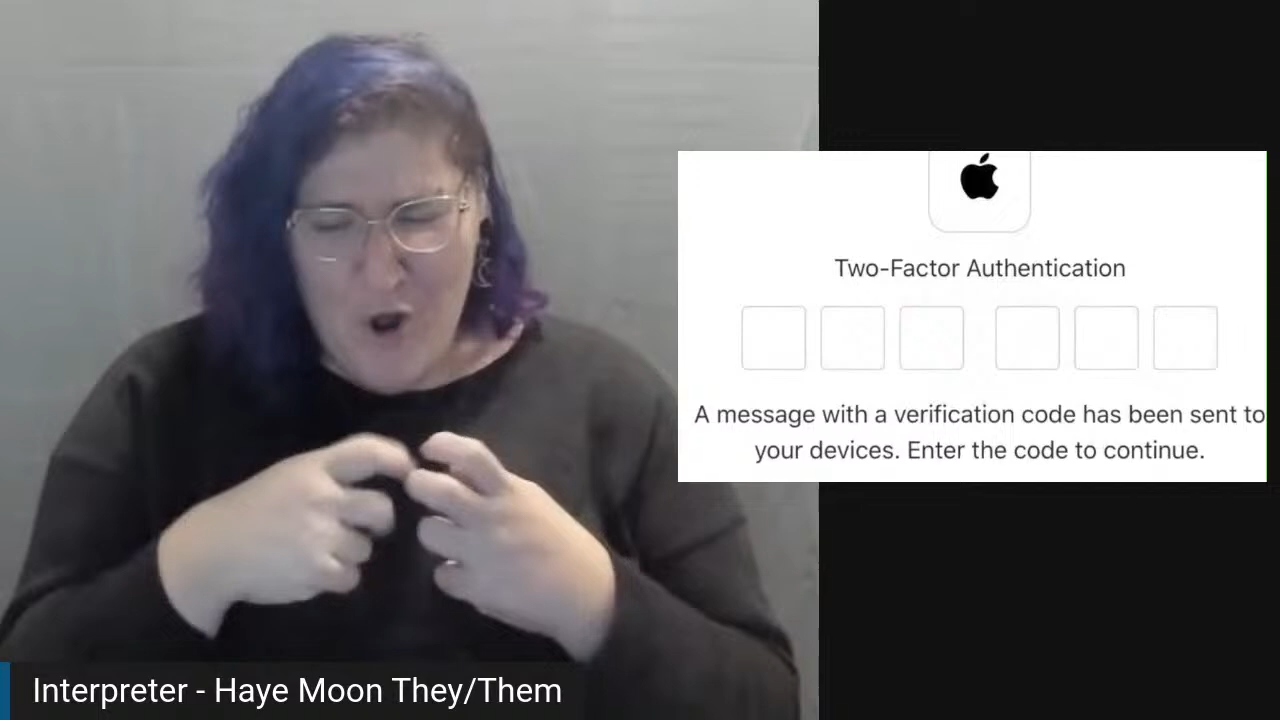 Two-Factor Authentication
A message with a verification code has been sent to
your devices. Enter the code to continue.
Interpreter - Haye Moon They/Them